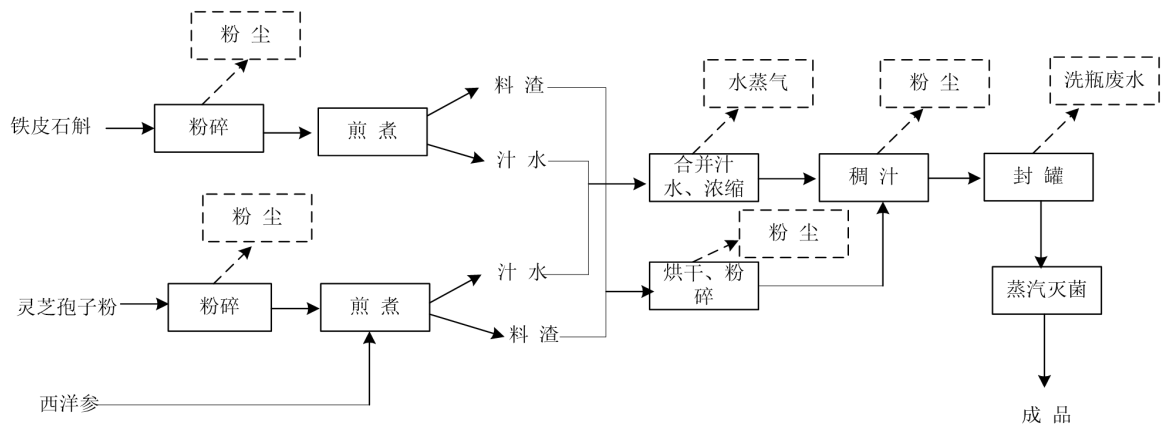 粉 尘
铁皮石斛
粉碎
煎 煮
料 渣
汁 水
水蒸气
粉 尘
洗瓶废水
合并汁
水、浓缩
稠 汁
封 罐
粉 尘
粉 尘
灵芝孢子粉
粉碎
煎 煮
汁 水
料 渣
烘干、粉
碎
蒸汽灭菌
西洋参
成 品